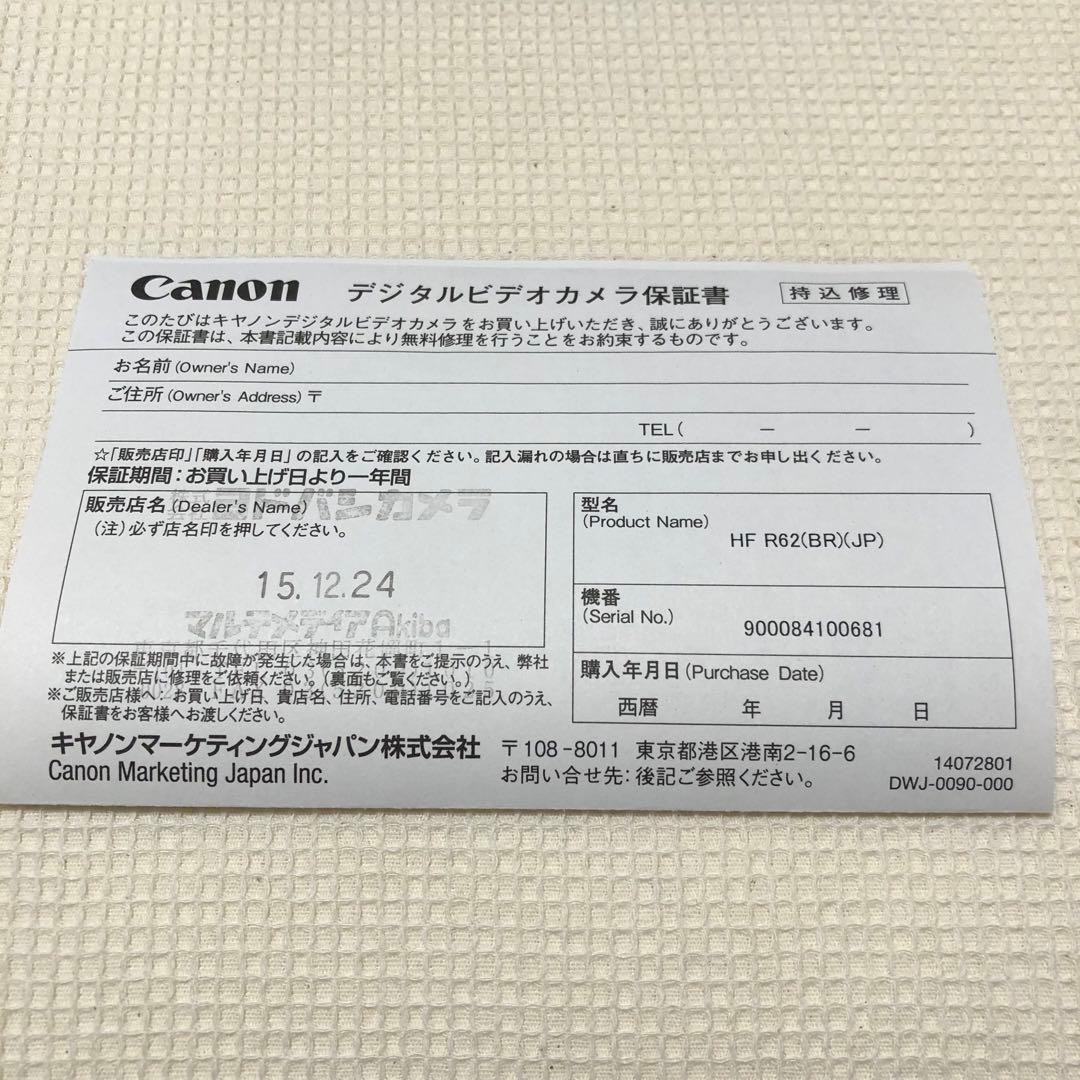 Canon デジタルビデオカメラ保証書 持込修理
このたびはキヤノンデジタルビデオカメラをお買い上げいただき、誠にありがとうございます。
この保証書は、本書記載内容により無料修理を行うことをお約束するものです。
お名前 (Owner's Name)
ご住所 (Owner's Address) 〒
TEL( － － )
☆「販売店印」「購入年月日」の記入をご確認ください。記入漏れの場合は直ちに販売店までお申し出ください。
保証期間：お買い上げ日より一年間
販売店名 (Dealer's Name)
株式会社 ヨドバシカメラ
(注)必ず店名印を押してください。
15.12.24
マルチメディアAkiba
※上記の保証期間中に故障が発生した場合は、本書をご提示のうえ、弊社
または販売店に修理をご依頼ください。(裏面もご覧ください。)
※ご販売店様へ お買い上げ日、貴店名、住所、電話番号をご記入のうえ、
保証書をお客様へお渡しください。
型名
(Product Name)
HF R62(BR)(JP)
機番
(Serial No.)
900084100681
購入年月日 (Purchase Date)
西暦 年 月 日
キヤノンマーケティングジャパン株式会社
Canon Marketing Japan Inc.
〒108-8011 東京都港区港南2-16-6
お問い合せ先：後記ご参照ください。
14072801
DWJ-0090-000